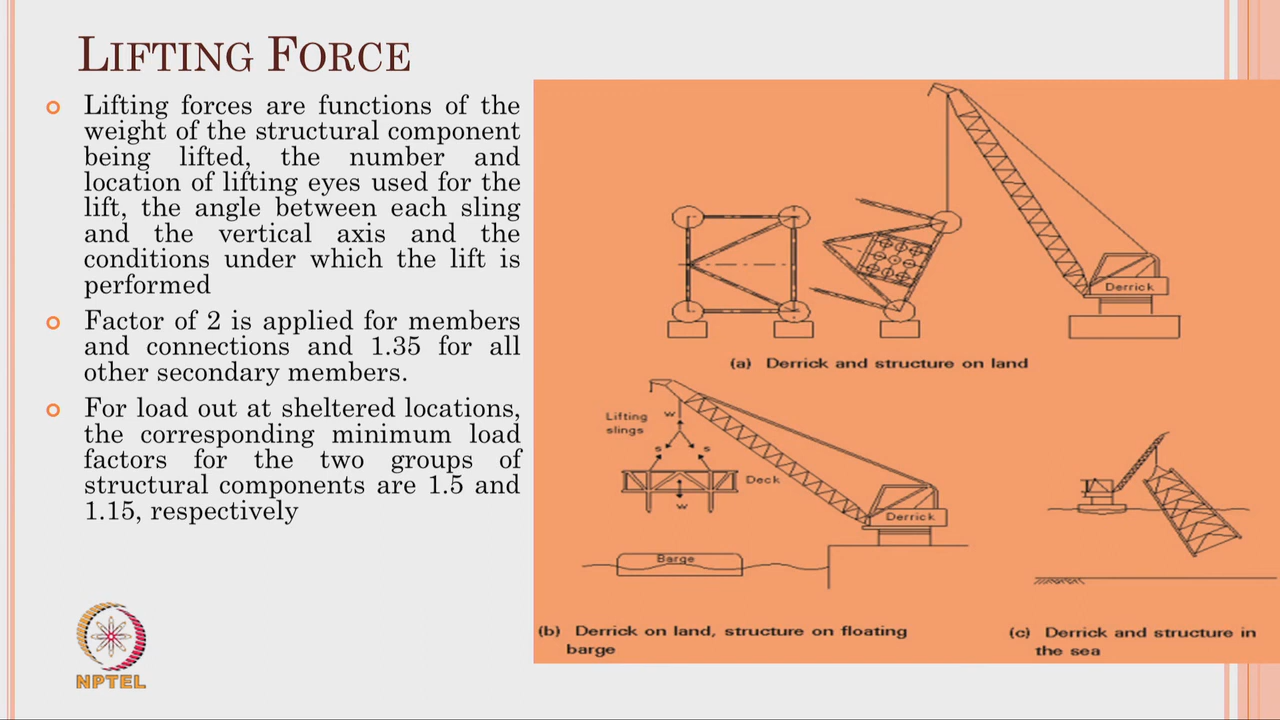 LIFTING FORCE
Lifting forces are functions of the
weight of the structural component
being lifted, the number and
location of lifting eyes used for the
lift, the angle between each sling
and the vertical axis and the
conditions under which the lift is
performed
Factor of 2 is applied for members
and connections and 1.35 for all
other secondary members.
For load out at sheltered locations,
the corresponding minimum load
factors for the two groups of
structural components are 1.5 and
1.15, respectively
Derrick
(a) Derrick and structure on land
Lifting
slings
w
s
s
Deck
w
Derrick
Barge
(b) Derrick on land, structure on floating
barge
(c) Derrick and structure in
the sea
NPTEL